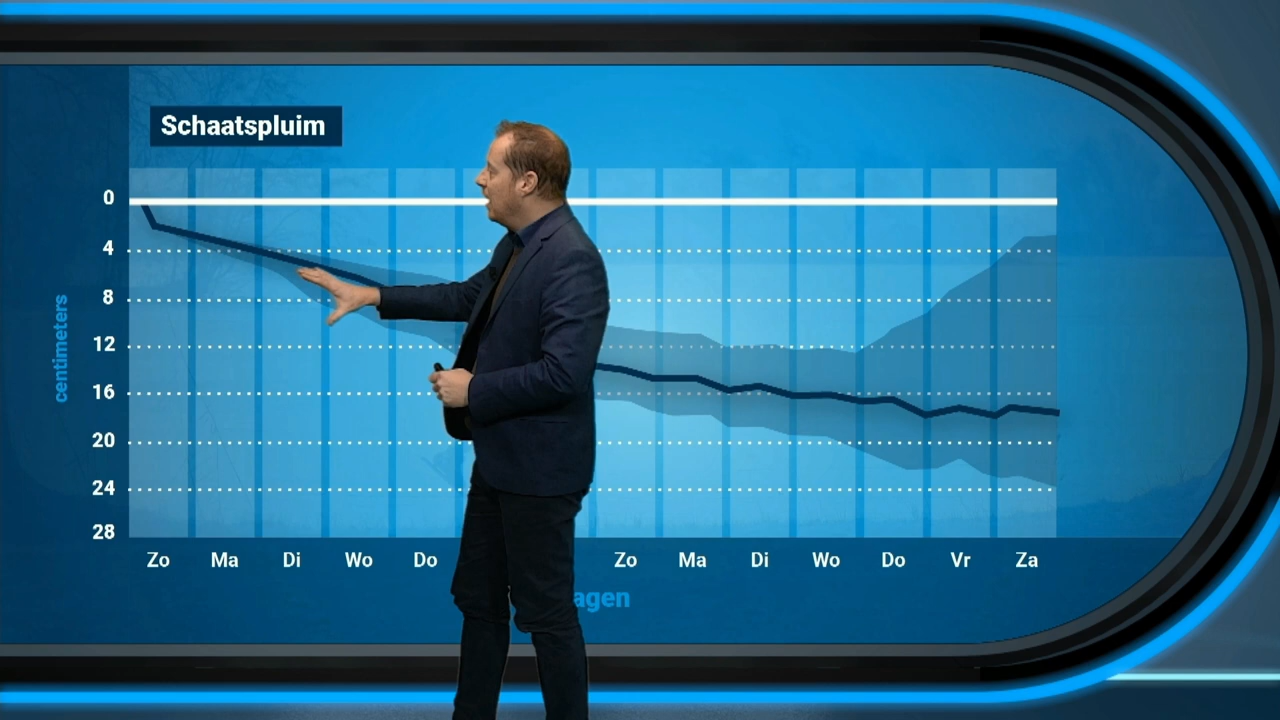 Schaatspluim
0
4
8
12
16
20
24
28
centimeters
Zo Ma Di Wo Do Zo Ma Di Wo Do Vr Za
agen